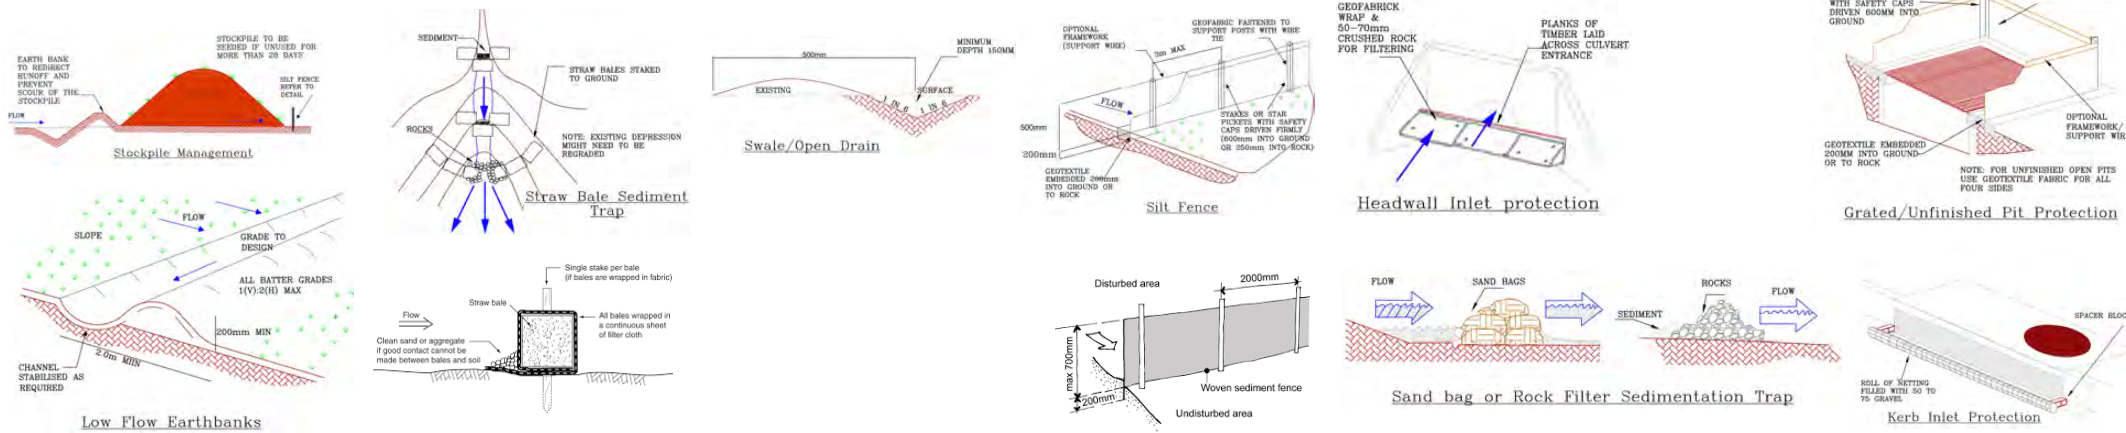 STOCKPILE TO BE
SEEDED IF UNUSED FOR
MORE THAN 28 DAYS
EARTH BANK
TO REDIRECT
RUNOFF AND
PREVENT
SCOUR OF THE
STOCKPILE
SILT FENCE
REFER TO
DETAIL
FLOW
Stockpile Management
SEDIMENT
STRAW BALES STAKED
TO GROUND
ROCKS
NOTE: EXISTING DEPRESSION
MIGHT NEED TO BE
REGRADED
Straw Bale Sediment
Trap
500mm
MINIMUM
DEPTH 150MM
EXISTING
SURFACE
1 IN 6
1 IN 6
Swale/Open Drain
OPTIONAL
FRAMEWORK
(SUPPORT WIRE)
GEOFABRIC FASTENED TO
SUPPORT POSTS WITH WIRE
TIE
3m MAX
FLOW
500mm
200mm
STAKES OR STAR
PICKETS WITH SAFETY
CAPS DRIVEN FIRMLY
(600mm INTO GROUND
OR 250mm INTO ROCK)
GEOTEXTILE
EMBEDDED 200mm
INTO GROUND OR
TO ROCK
Silt Fence
GEOFABRICK
WRAP &
50-70mm
CRUSHED ROCK
FOR FILTERING
PLANKS OF
TIMBER LAID
ACROSS CULVERT
ENTRANCE
Headwall Inlet protection
WITH SAFETY CAPS
DRIVEN 600MM INTO
GROUND
OPTIONAL
FRAMEWORK/
SUPPORT WIR
GEOTEXTILE EMBEDDED
200MM INTO GROUND
OR TO ROCK
NOTE: FOR UNFINISHED OPEN PITS
USE GEOTEXTILE FABRIC FOR ALL
FOUR SIDES
Grated/Unfinished Pit Protection
FLOW
SLOPE
GRADE TO
DESIGN
ALL BATTER GRADES
1(V):2(H) MAX
200mm MIN
2.0m MIIN
CHANNEL
STABILISED AS
REQUIRED
Low Flow Earthbanks
Single stake per bale
(if bales are wrapped in fabric)
Straw bale
Flow
All bales wrapped in
a continuous sheet
of filter cloth
Clean sand or aggregate
if good contact cannot be
made between bales and soil
Disturbed area
2000mm
max 700mm
200mm
Woven sediment fence
Undisturbed area
FLOW
SAND BAGS
ROCKS
FLOW
SEDIMENT
Sand bag or Rock Filter Sedimentation Trap
SPACER BLOC
ROLL OF NETTING
FILLED WITH 50 TO
75 GRAVEL
Kerb Inlet Protection